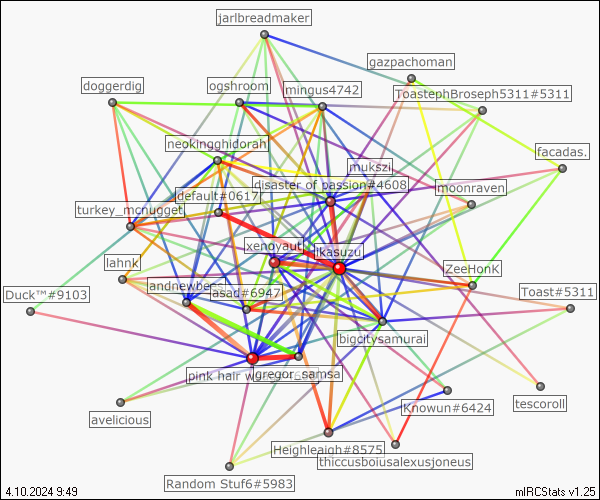 jarlbreadmaker
gazpachoman
doggerdig
ogshroom
mingus4742
ToastephBroseph5311#5311
neokingghidorah
facadas.
mukszi
disaster of passion#4608
default#0617
moonraven
turkey_mcnugget
xenoyauti
ikasuzu
lahnk
ZeeHonK
andnewbessi
asad#6947
Duck™#9103
Toast#5311
bigcitysamurai
pink hair
gregor_samsa
Knowun#6424
tescoroll
avelicious
Heighleaigh#8575
thiccusboiusalexusjoneus
Random Stuf6#5983
4.10.2024 9:49
mIRCStats v1.25